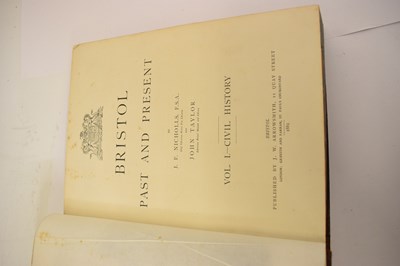 BRISTOL
PAST AND PRESENT
BY
J. F. NICHOLLS, F.S.A.
AND
JOHN TAYLOR
VOL. I.—CIVIL HISTORY
BRISTOL
PUBLISHED BY J. W. ARROWSMITH, 11 QUAY STREET